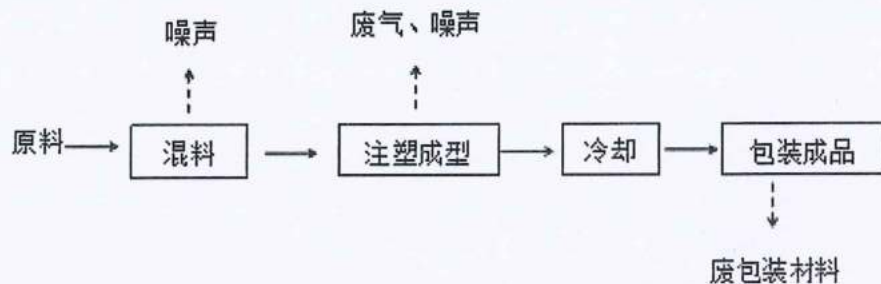 噪声
废气、噪声
原料
混料
注塑成型
冷却
包装成品
废包装材料